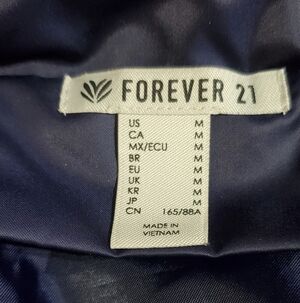 FOREVER 21
US M
CA M
MX/ECU M
BR M
EU M
UK M
KR M
JP M
CN 165/88A
MADE IN
VIETNAM